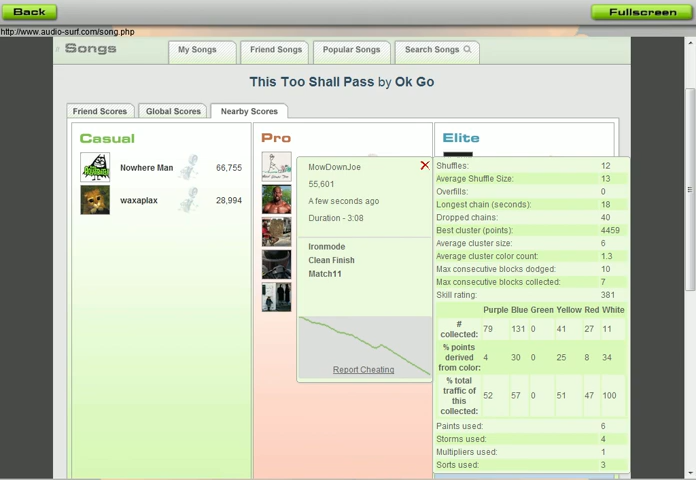 Back
Fullscreen
http://www.audio-surf.com/song.php
Songs
My Songs
Friend Songs
Popular Songs
Search Songs
This Too Shall Pass by Ok Go
Friend Scores
Global Scores
Nearby Scores
Casual
Nowhere Man 66,755
waxaplax 28,994
Pro
MowDownJoe
55,601
A few seconds ago
Duration - 3:08
Ironmode
Clean Finish
Match11
Report Cheating
Elite
Shuffles: 12
Average Shuffle Size: 13
Overfills: 0
Longest chain (seconds): 18
Dropped chains: 40
Best cluster (points): 4459
Average cluster size: 6
Average cluster color count: 1.3
Max consecutive blocks dodged: 10
Max consecutive blocks collected: 7
Skill rating: 381
Purple Blue Green Yellow Red White
# collected: 79 131 0 41 27 11
% points derived from color: 4 30 0 25 8 34
% total traffic of this collected: 52 57 0 51 47 100
Paints used: 6
Storms used: 4
Multipliers used: 1
Sorts used: 3